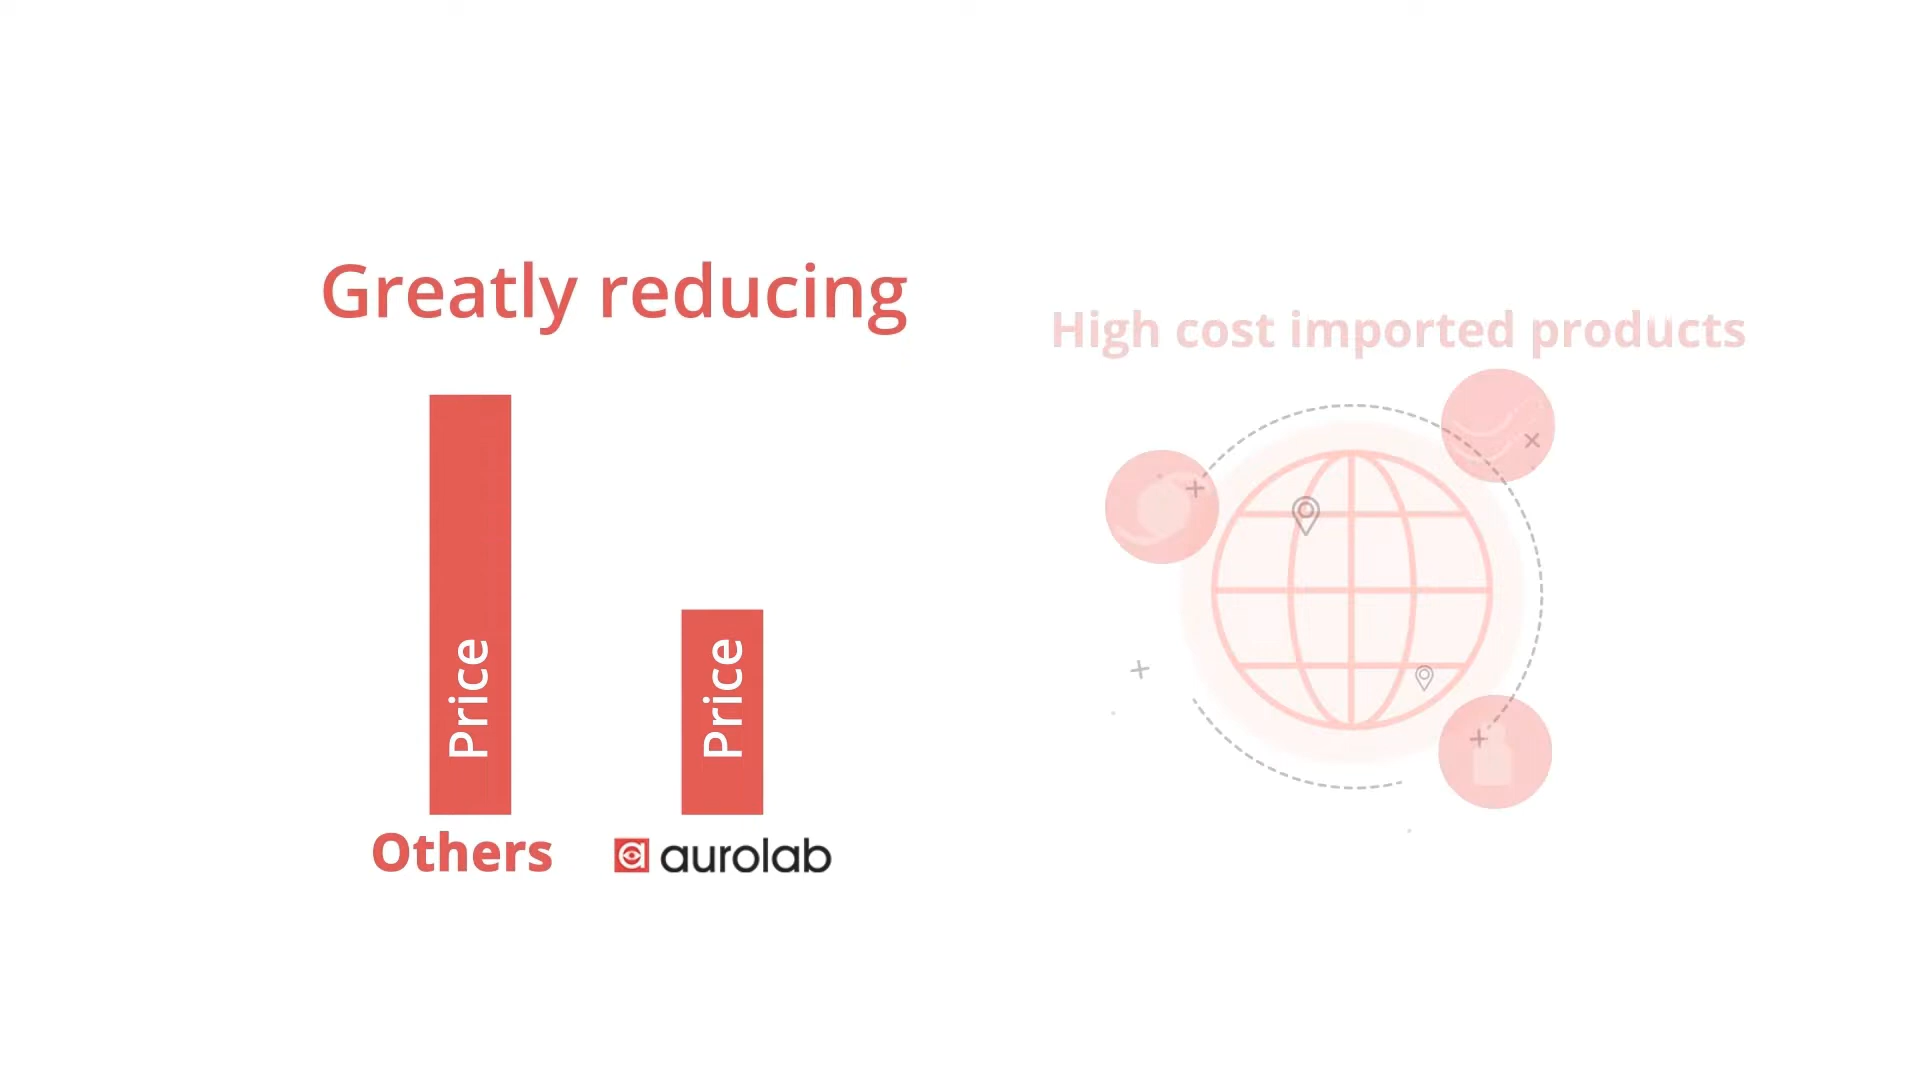 Greatly reducing
High cost imported products
Price
Price
Others
aurolab